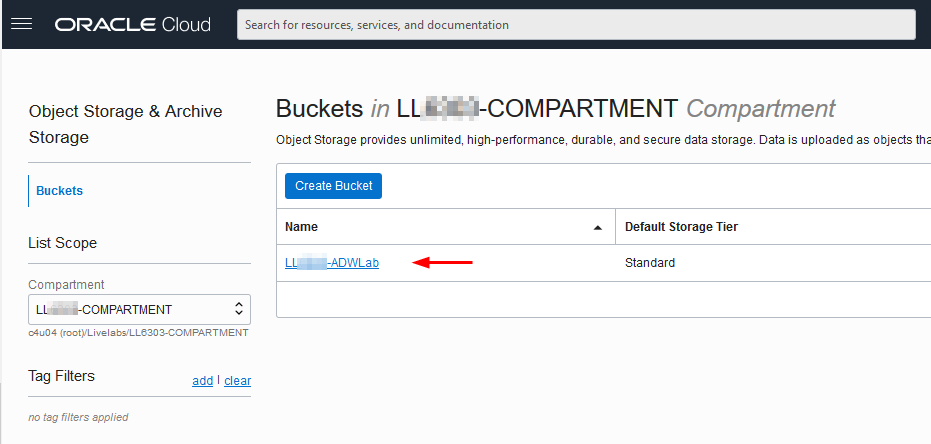 ORACLE Cloud
Search for resources, services, and documentation
Object Storage & Archive
Storage
Buckets
List Scope
Compartment
LL -COMPARTMENT
c4u04 (root)/Livelabs/LL6303-COMPARTMENT
Tag Filters add | clear
no tag filters applied
Buckets in LL -COMPARTMENT Compartment
Object Storage provides unlimited, high-performance, durable, and secure data storage. Data is uploaded as objects tha
Create Bucket
Name Default Storage Tier
LL -ADWLab Standard